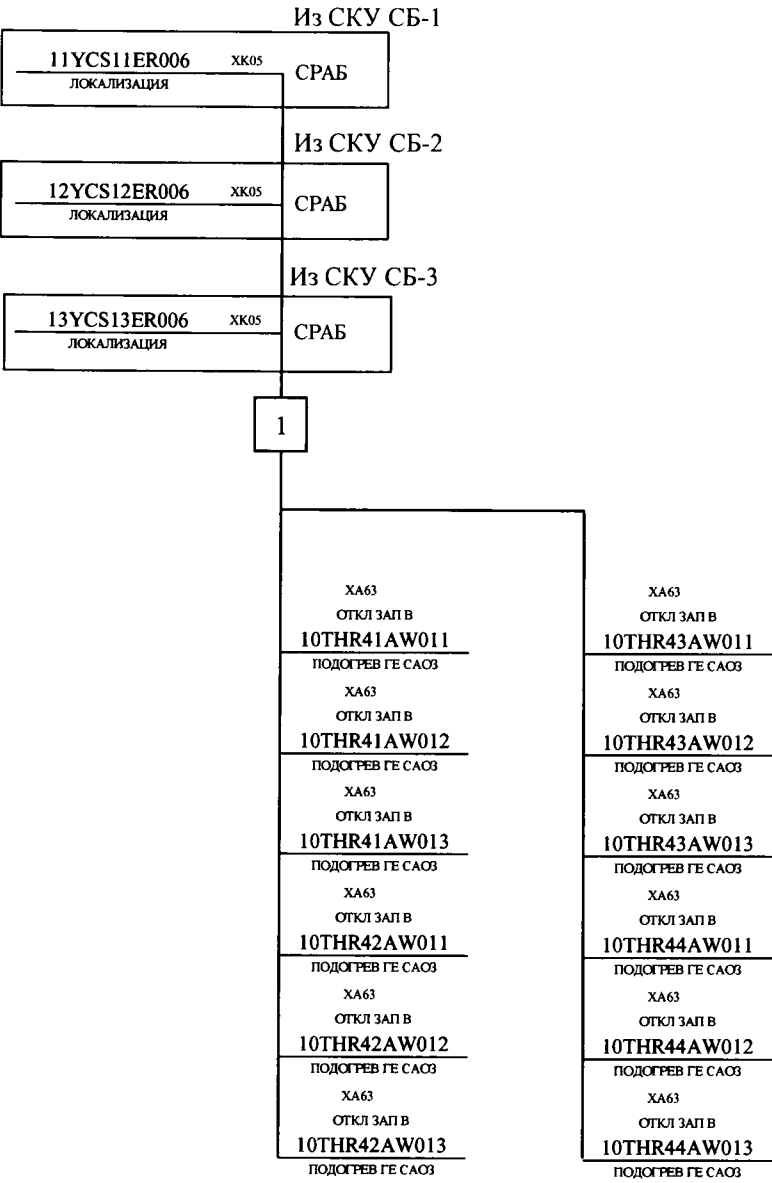 Из СКУ СБ-1
11YCS11ER006 XK05 СРАБ
ЛОКАЛИЗАЦИЯ
Из СКУ СБ-2
12YCS12ER006 XK05 СРАБ
ЛОКАЛИЗАЦИЯ
Из СКУ СБ-3
13YCS13ER006 XK05 СРАБ
ЛОКАЛИЗАЦИЯ
1
XA63
ОТКЛ ЗАП В
10THR41AW011
ПОДОГРЕВ ГЕ САОЗ
XA63
ОТКЛ ЗАП В
10THR41AW012
ПОДОГРЕВ ГЕ САОЗ
XA63
ОТКЛ ЗАП В
10THR41AW013
ПОДОГРЕВ ГЕ САОЗ
XA63
ОТКЛ ЗАП В
10THR42AW011
ПОДОГРЕВ ГЕ САОЗ
XA63
ОТКЛ ЗАП В
10THR42AW012
ПОДОГРЕВ ГЕ САОЗ
XA63
ОТКЛ ЗАП В
10THR42AW013
ПОДОГРЕВ ГЕ САОЗ
XA63
ОТКЛ ЗАП В
10THR43AW011
ПОДОГРЕВ ГЕ САОЗ
XA63
ОТКЛ ЗАП В
10THR43AW012
ПОДОГРЕВ ГЕ САОЗ
XA63
ОТКЛ ЗАП В
10THR43AW013
ПОДОГРЕВ ГЕ САОЗ
XA63
ОТКЛ ЗАП В
10THR44AW011
ПОДОГРЕВ ГЕ САОЗ
XA63
ОТКЛ ЗАП В
10THR44AW012
ПОДОГРЕВ ГЕ САОЗ
XA63
ОТКЛ ЗАП В
10THR44AW013
ПОДОГРЕВ ГЕ САОЗ